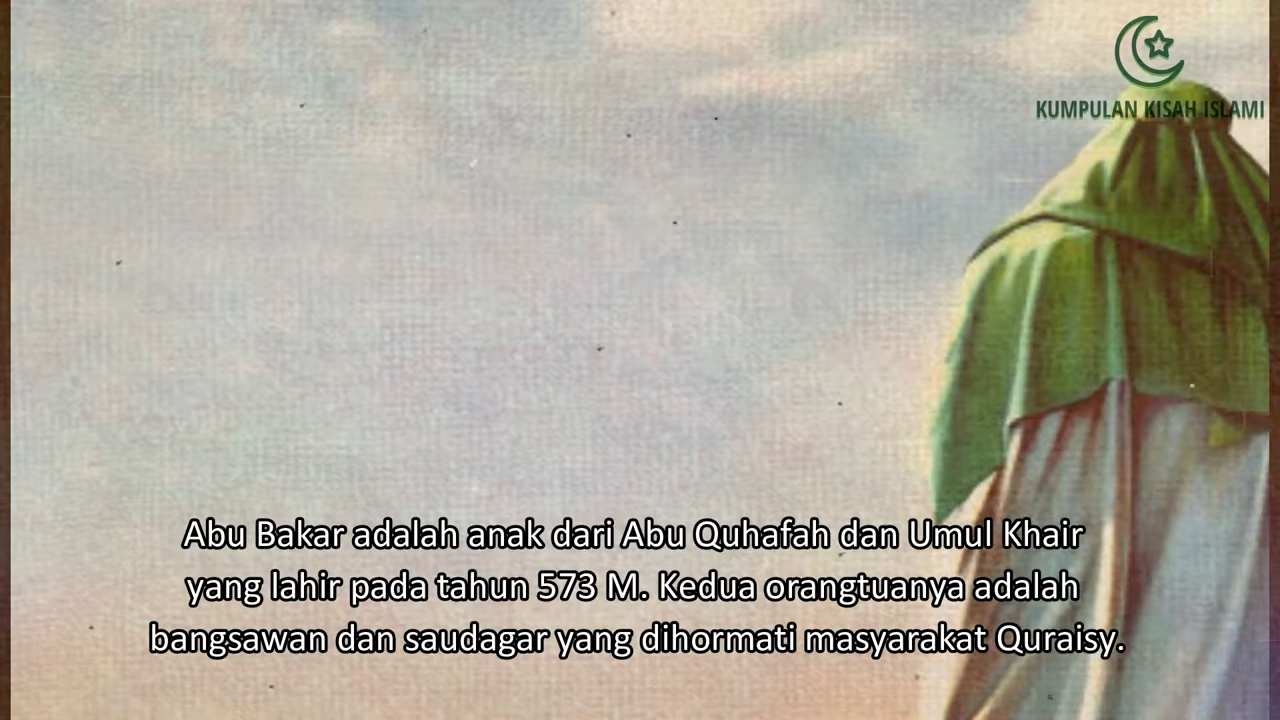 KUMPULAN KISAH ISLAMI
Abu Bakar adalah anak dari Abu Quhafah dan Umul Khair
yang lahir pada tahun 573 M. Kedua orangtuanya adalah
bangsawan dan saudagar yang dihormati masyarakat Quraisy.